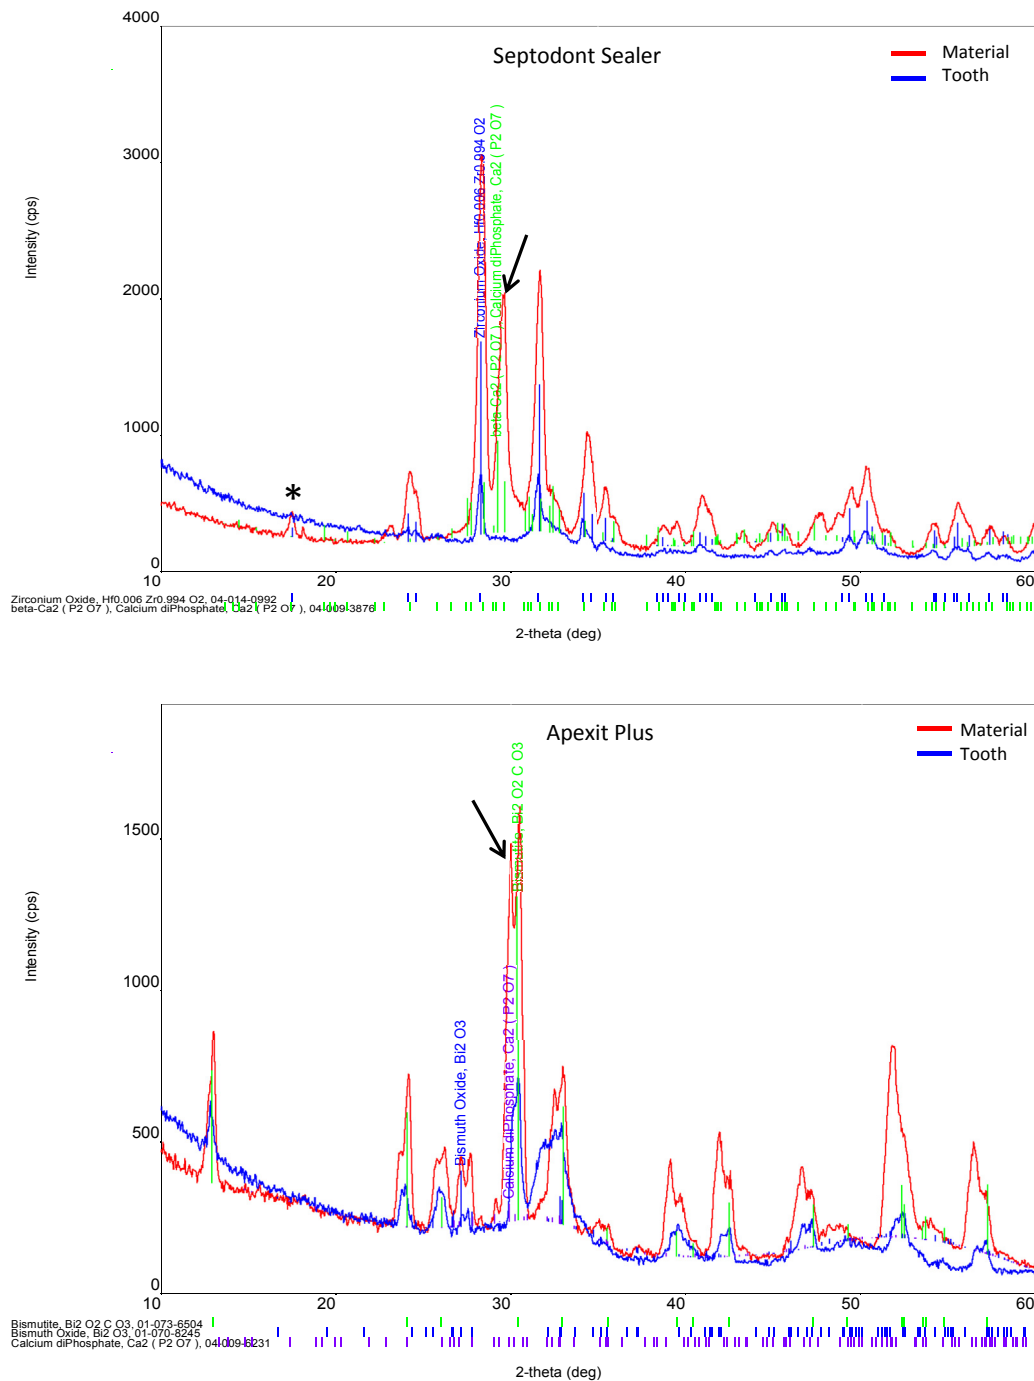 4000
Septodont Sealer
Material
Tooth
3000
2000
1000
0
Intensity (cps)
Zirconium Oxide, Hf0.006 Zr0.994 O2
beta-Ca2 ( P2 O7 ), Calcium diPhosphate, Ca2 ( P2 O7 )
*
10 20 30 40 50 60
Zirconium Oxide, Hf0.006 Zr0.994 O2, 04-014-0992
beta-Ca2 ( P2 O7 ), Calcium diPhosphate, Ca2 ( P2 O7 ), 04-009-3876
2-theta (deg)
Apexit Plus
Material
Tooth
1500
1000
500
0
Intensity (cps)
Bismutite, Bi2 O2 C O3
Bismuth Oxide, Bi2 O3
Calcium diPhosphate, Ca2 ( P2 O7 )
10 20 30 40 50 60
Bismutite, Bi2 O2 C O3, 01-073-6504
Bismuth Oxide, Bi2 O3, 01-070-8245
Calcium diPhosphate, Ca2 ( P2 O7 ), 04-009-6231
2-theta (deg)